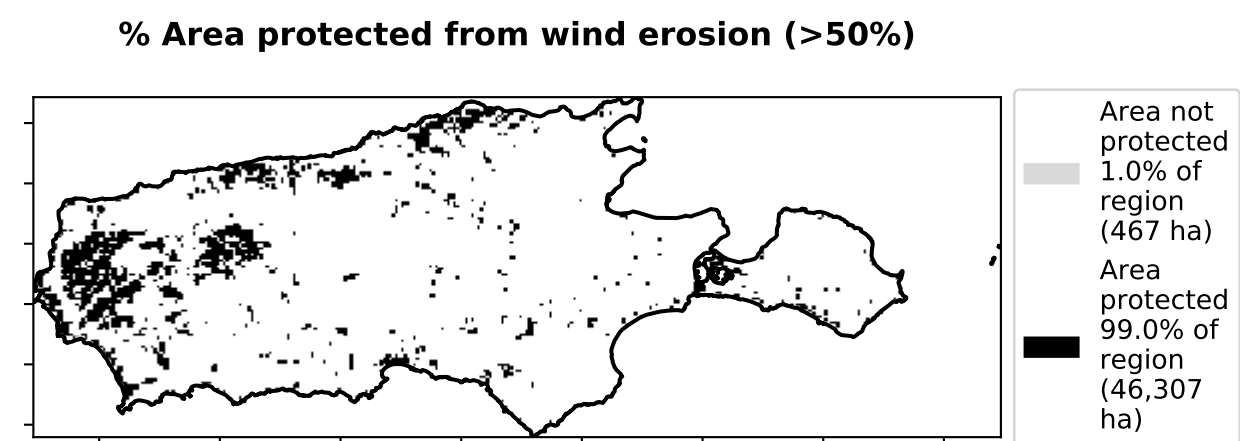 % Area protected from wind erosion (>50%)
Area not
protected
1.0% of
region
(467 ha)
Area
protected
99.0% of
region
(46,307
ha)